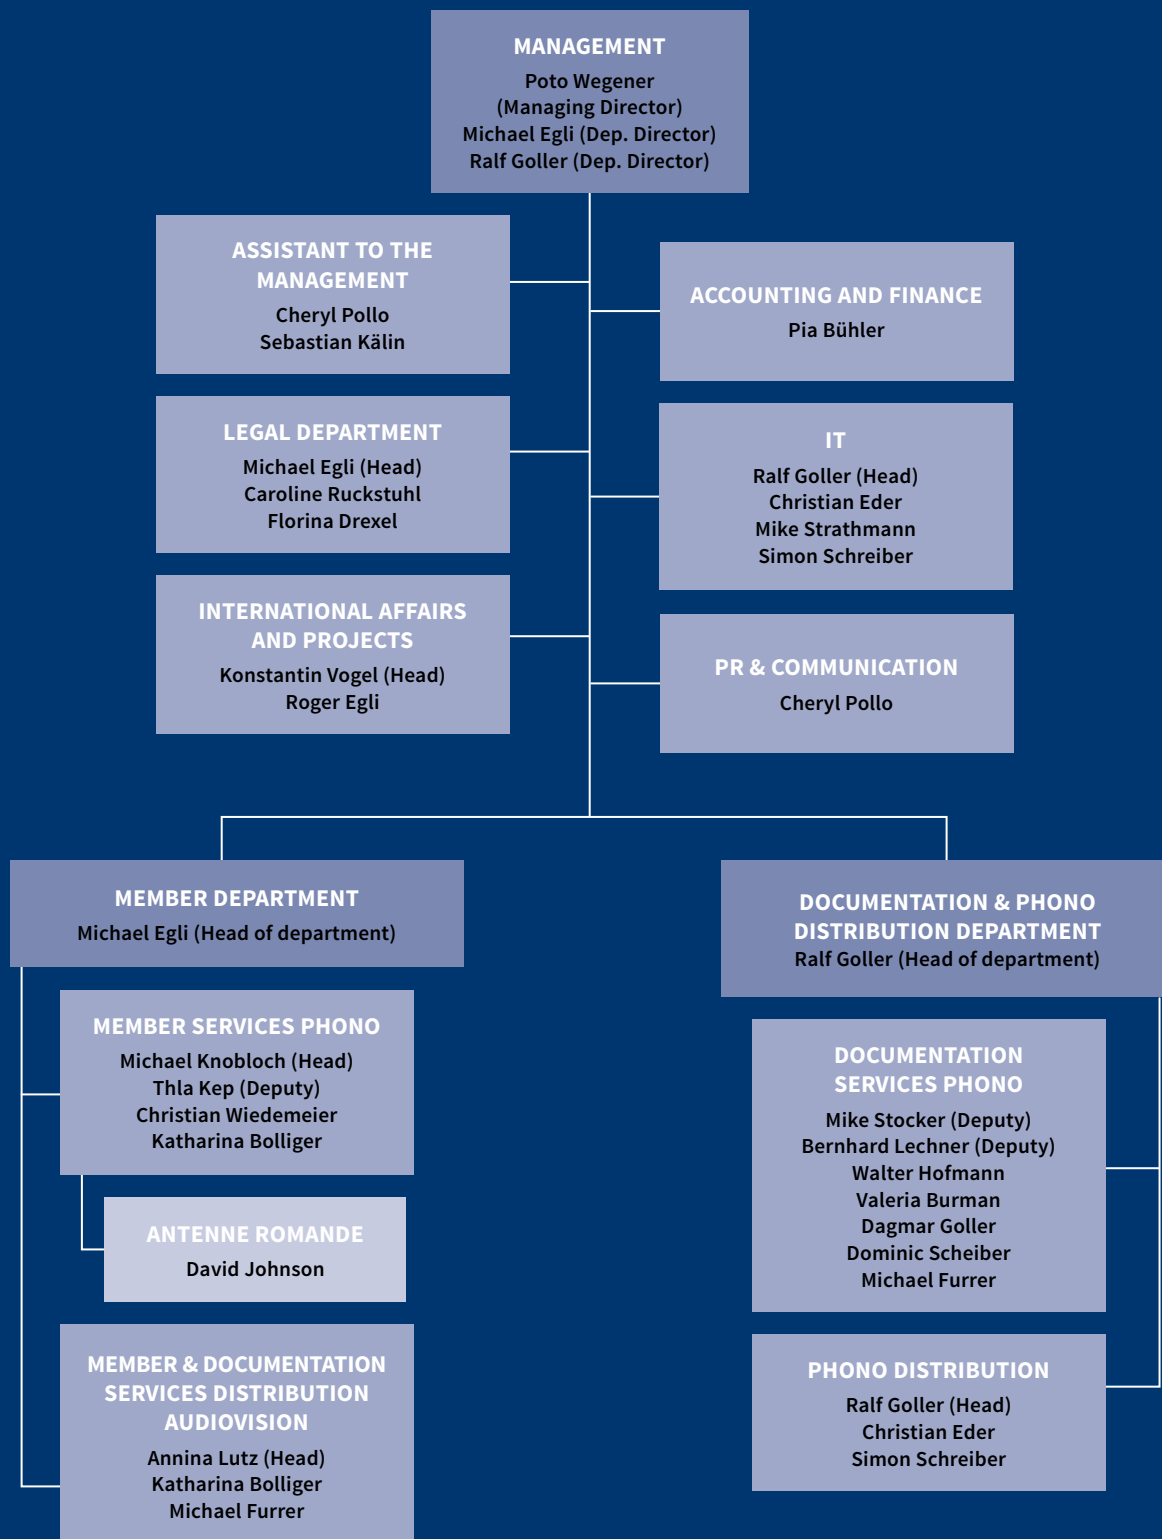 MANAGEMENT
Poto Wegener
(Managing Director)
Michael Egli (Dep. Director)
Ralf Goller (Dep. Director)
ASSISTANT TO THE
MANAGEMENT
Cheryl Pollo
Sebastian Kälin
ACCOUNTING AND FINANCE
Pia Bühler
LEGAL DEPARTMENT
Michael Egli (Head)
Caroline Ruckstuhl
Florina Drexel
IT
Ralf Goller (Head)
Christian Eder
Mike Strathmann
Simon Schreiber
INTERNATIONAL AFFAIRS
AND PROJECTS
Konstantin Vogel (Head)
Roger Egli
PR & COMMUNICATION
Cheryl Pollo
MEMBER DEPARTMENT
Michael Egli (Head of department)
MEMBER SERVICES PHONO
Michael Knobloch (Head)
Thla Kep (Deputy)
Christian Wiedemeier
Katharina Bolliger
ANTENNE ROMANDE
David Johnson
MEMBER & DOCUMENTATION
SERVICES DISTRIBUTION
AUDIOVISION
Annina Lutz (Head)
Katharina Bolliger
Michael Furrer
DOCUMENTATION & PHONO
DISTRIBUTION DEPARTMENT
Ralf Goller (Head of department)
DOCUMENTATION
SERVICES PHONO
Mike Stocker (Deputy)
Bernhard Lechner (Deputy)
Walter Hofmann
Valeria Burman
Dagmar Goller
Dominic Scheiber
Michael Furrer
PHONO DISTRIBUTION
Ralf Goller (Head)
Christian Eder
Simon Schreiber